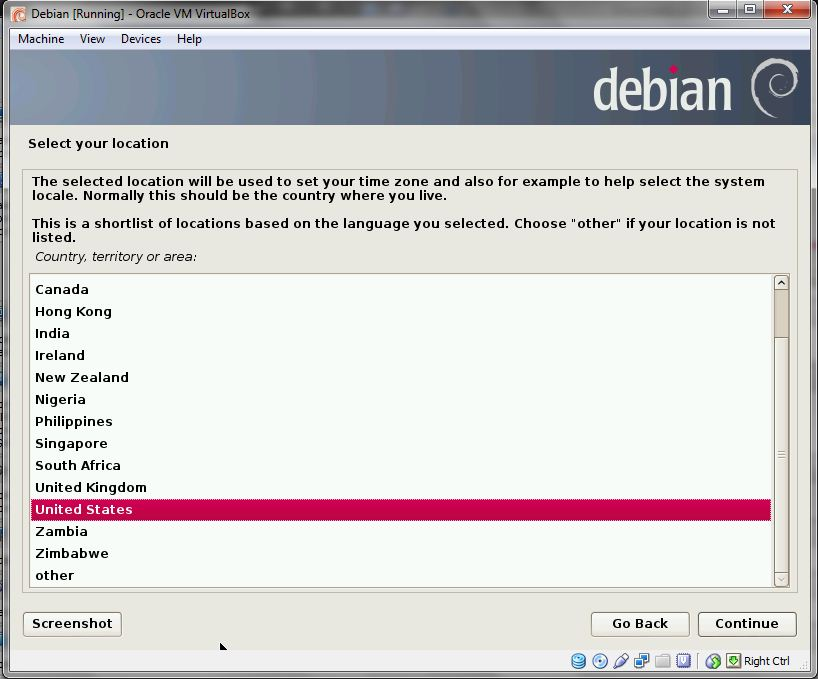 Debian [Running] - Oracle VM VirtualBox
Machine View Devices Help
debian
Select your location
The selected location will be used to set your time zone and also for example to help select the system
locale. Normally this should be the country where you live.
This is a shortlist of locations based on the language you selected. Choose "other" if your location is not
listed.
Country, territory or area:
Canada
Hong Kong
India
Ireland
New Zealand
Nigeria
Philippines
Singapore
South Africa
United Kingdom
United States
Zambia
Zimbabwe
other
Screenshot Go Back Continue
Right Ctrl